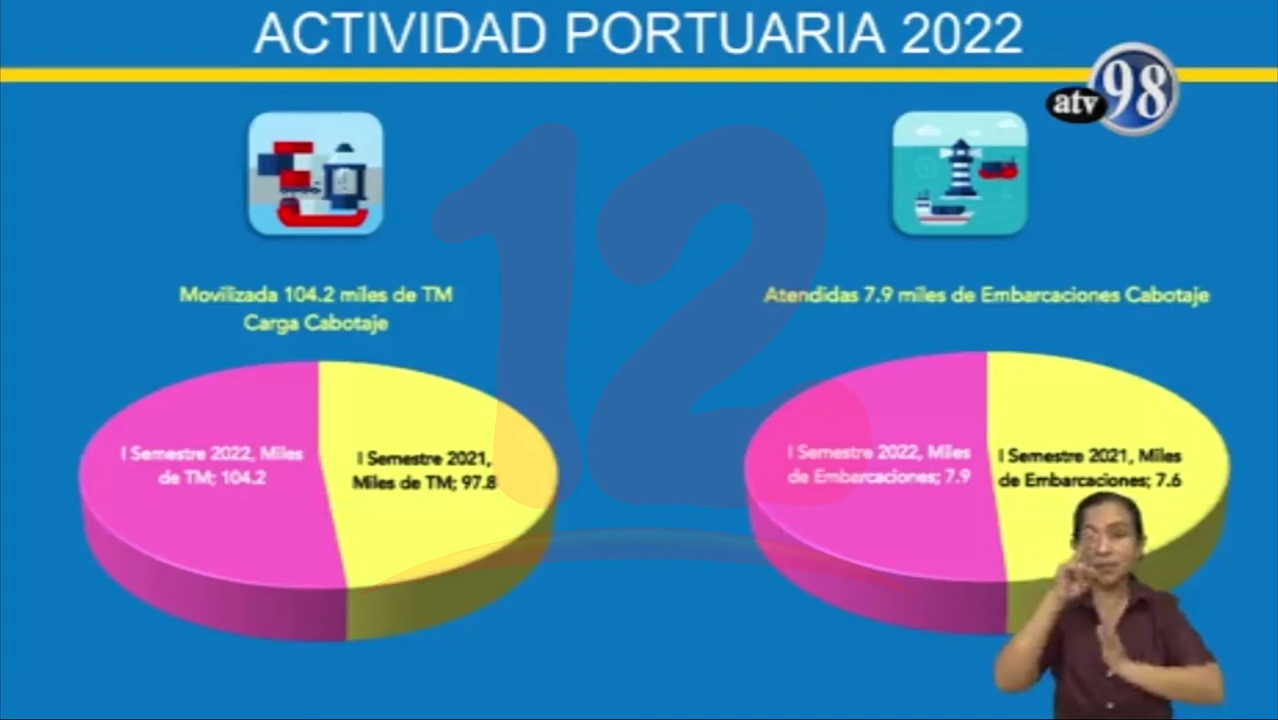 ACTIVIDAD PORTUARIA 2022
atv 98
12
Movilizada 104.2 miles de TM
Carga Cabotaje
Atendidas 7.9 miles de Embarcaciones Cabotaje
I Semestre 2022, Miles
de TM; 104.2
I Semestre 2021,
Miles de TM; 97.8
I Semestre 2022, Miles
de Embarcaciones; 7.9
I Semestre 2021, Miles
de Embarcaciones; 7.6